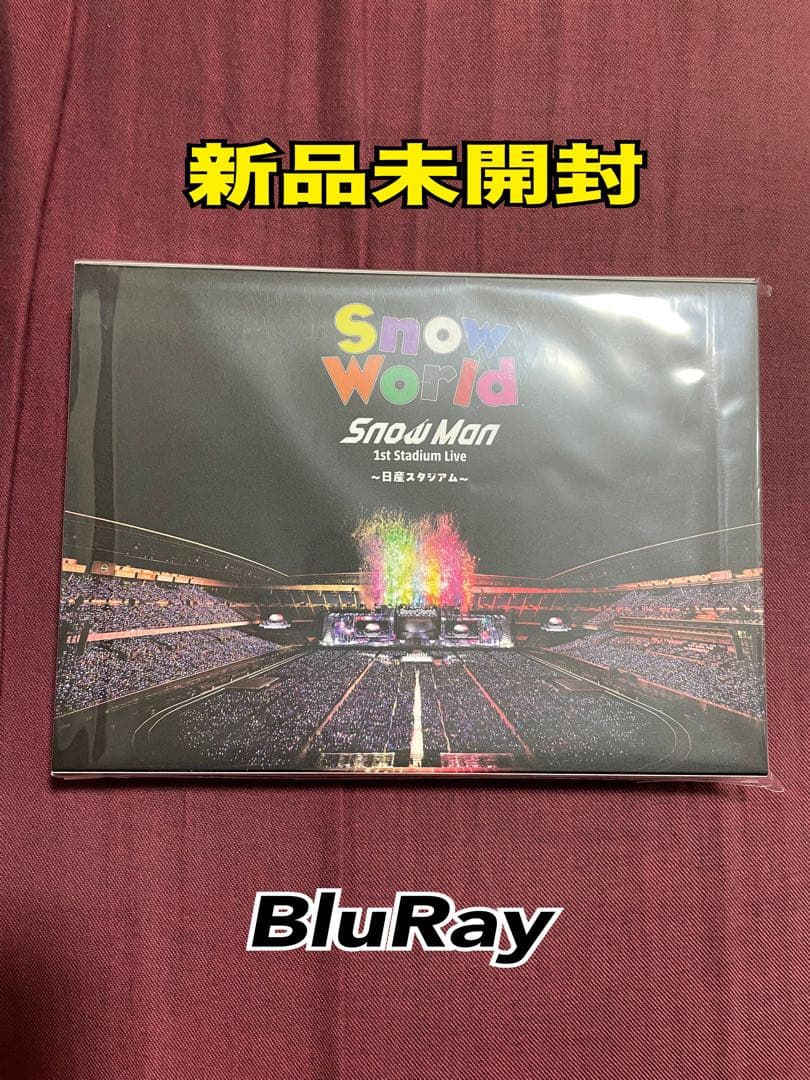 新品未開封
Snow
World
Snow Man
1st Stadium Live
～日産スタジアム～
BluRay